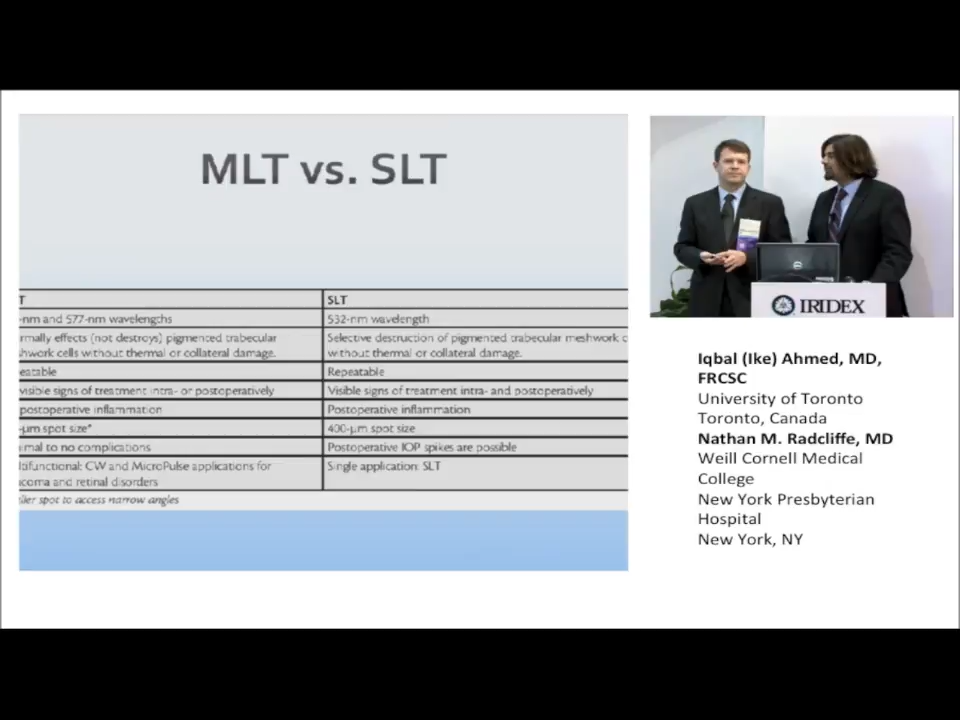 MLT vs. SLT
T SLT
-nm and 577-nm wavelengths 532-nm wavelength
rmally effects (not destroys) pigmented trabecular Selective destruction of pigmented trabecular meshwork c
hwork cells without thermal or collateral damage. without thermal or collateral damage.
eatable Repeatable
visible signs of treatment intra- or postoperatively Visible signs of treatment intra- and postoperatively
postoperative inflammation Postoperative inflammation
-µm spot size* 400-µm spot size
imal to no complications Postoperative IOP spikes are possible
ltifunctional: CW and MicroPulse applications for Single application: SLT
ucoma and retinal disorders
ller spot to access narrow angles
IRIDEX
Iqbal (Ike) Ahmed, MD,
FRCSC
University of Toronto
Toronto, Canada
Nathan M. Radcliffe, MD
Weill Cornell Medical
College
New York Presbyterian
Hospital
New York, NY